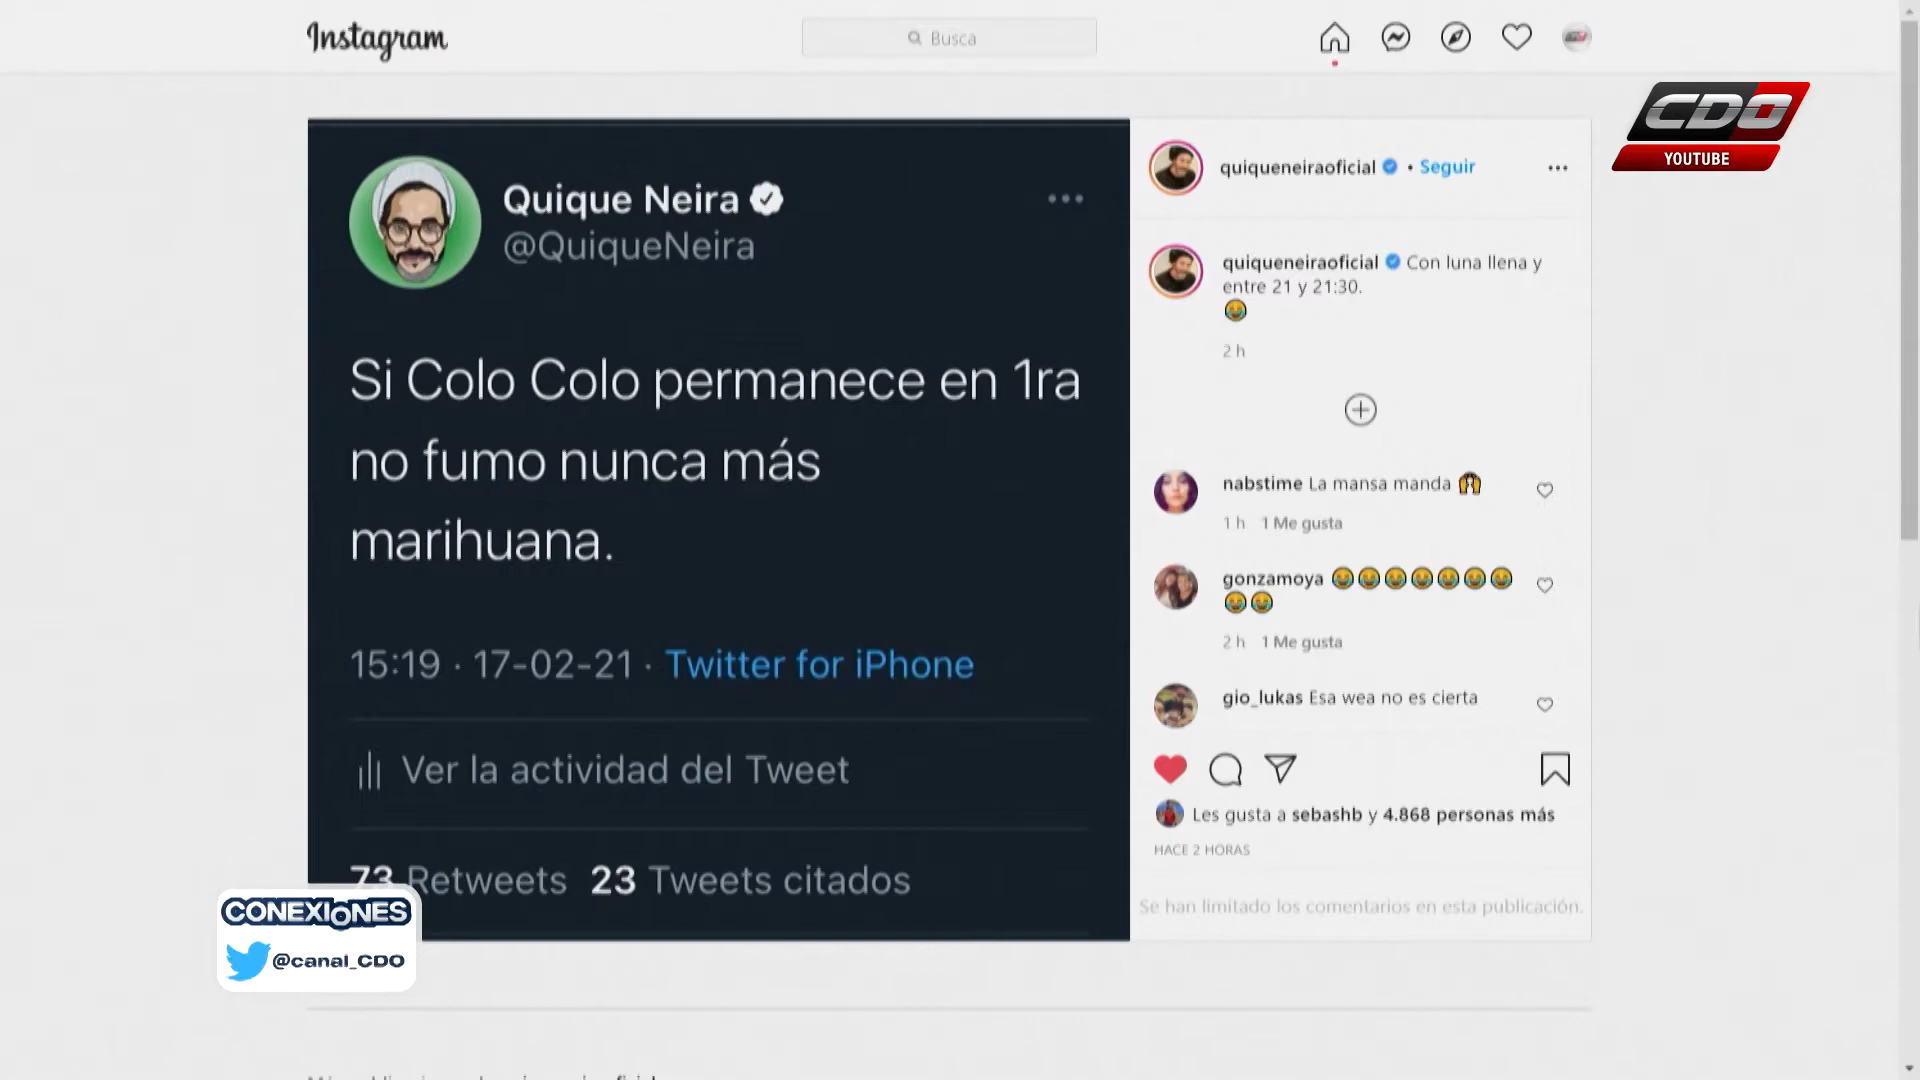 Instagram
Busca
CDO
YOUTUBE
Quique Neira
@QuiqueNeira
Si Colo Colo permanece en 1ra
no fumo nunca más
marihuana.
15:19 · 17-02-21 · Twitter for iPhone
Ver la actividad del Tweet
73 Retweets 23 Tweets citados
quiqueneiraoficial • Seguir
quiqueneiraoficial Con luna llena y
entre 21 y 21:30.
😂
2 h
nabstime La mansa manda 🙌
1 h 1 Me gusta
gonzamoya 😂😂😂😂😂😂😂
😂😂
2 h 1 Me gusta
gio_lukas Esa wea no es cierta
Les gusta a sebashb y 4.868 personas más
HACE 2 HORAS
Se han limitado los comentarios en esta publicación.
CONEXIONES
@canal_CDO